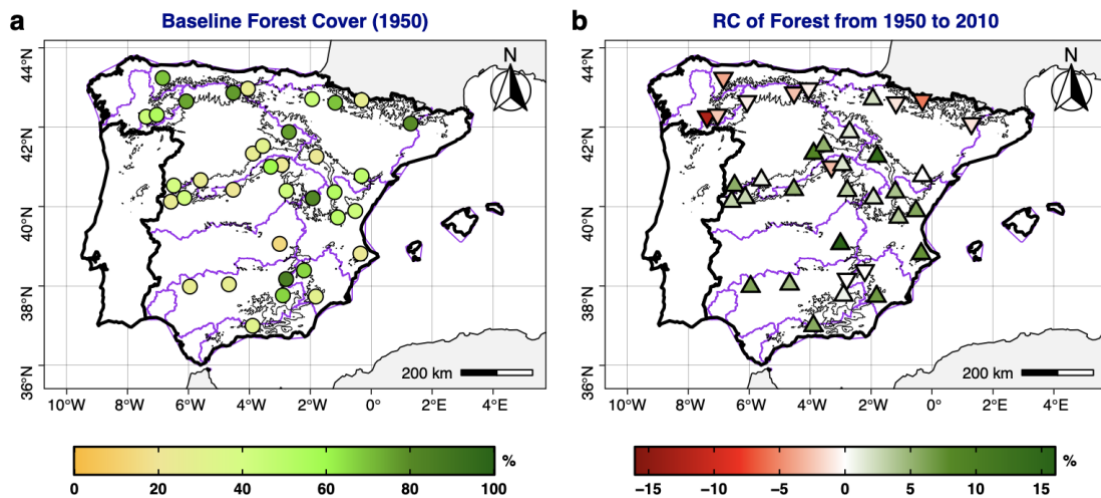 a
Baseline Forest Cover (1950)
44°N
42°N
40°N
38°N
36°N
N
200 km
10°W 8°W 6°W 4°W 2°W 0° 2°E 4°E
0 20 40 60 80 100 %
b
RC of Forest from 1950 to 2010
44°N
42°N
40°N
38°N
36°N
N
200 km
10°W 8°W 6°W 4°W 2°W 0° 2°E 4°E
−15 −10 −5 0 5 10 15 %